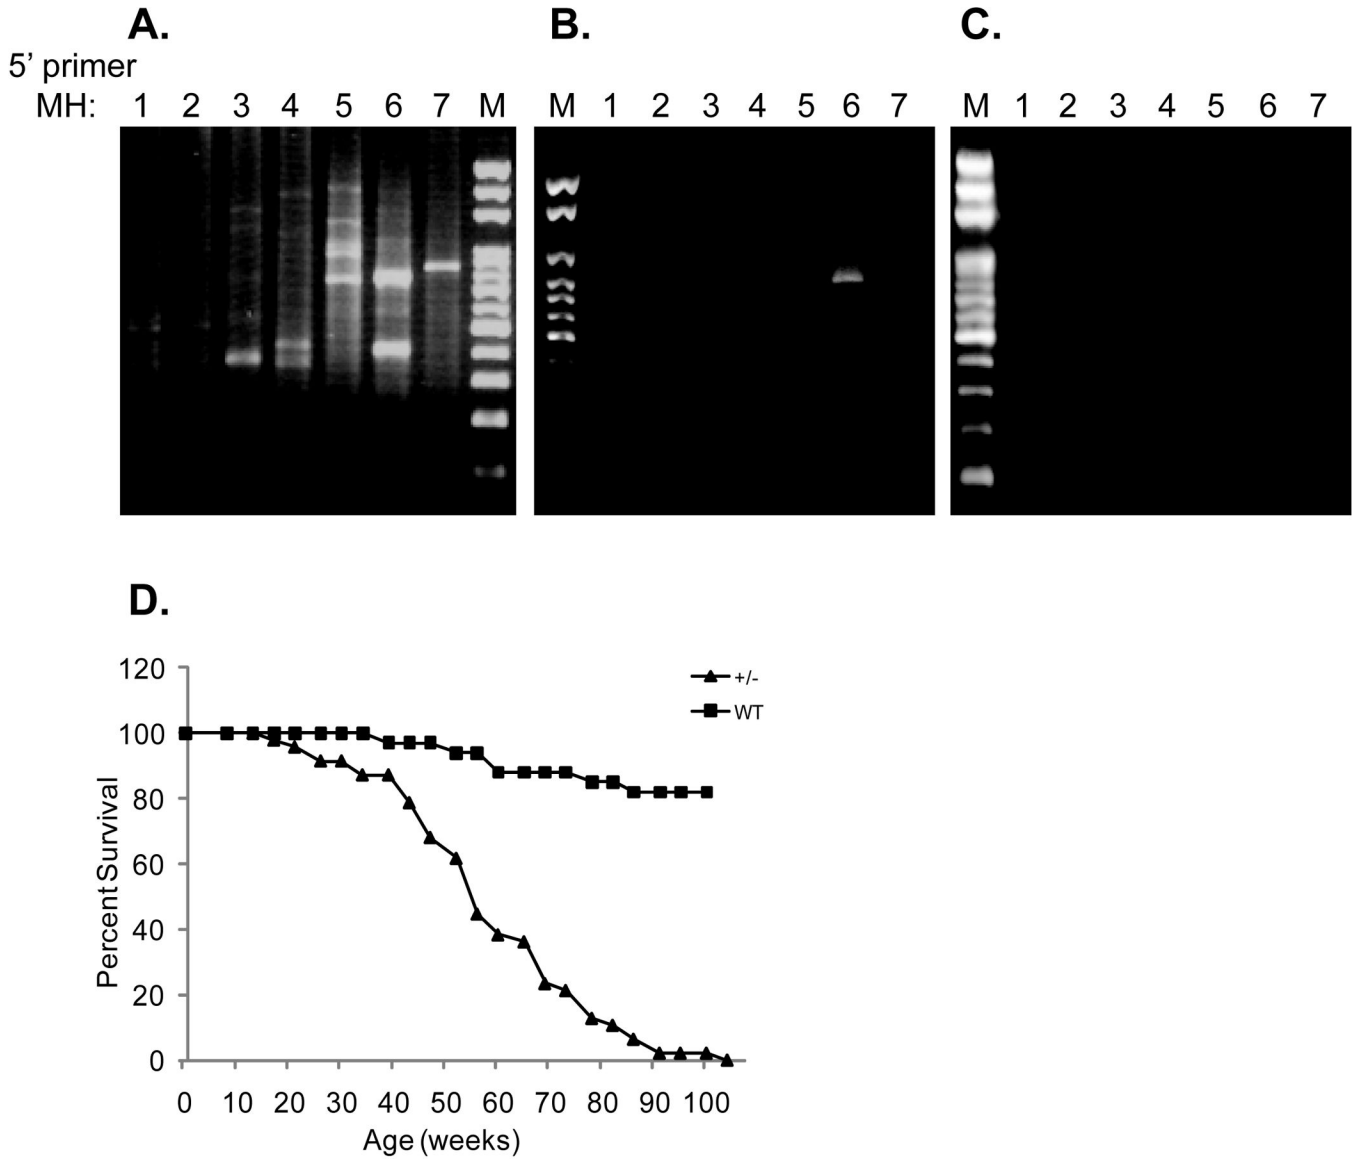 A. B. C.
5’ primer
MH: 1 2 3 4 5 6 7 M M 1 2 3 4 5 6 7 M 1 2 3 4 5 6 7
D.
120
100
80
60
40
20
0
Percent Survival
+/-
WT
0 10 20 30 40 50 60 70 80 90 100
Age (weeks)